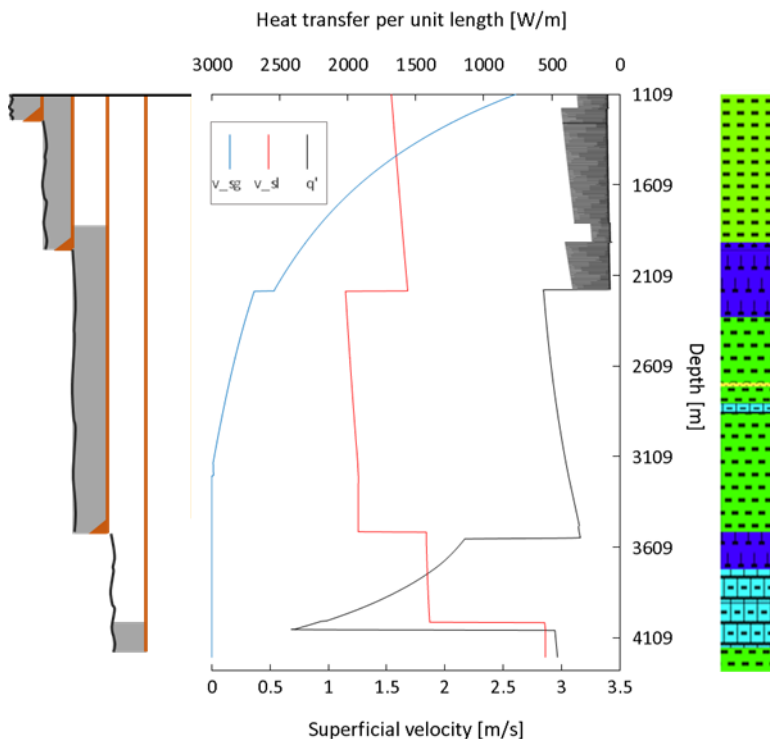 Heat transfer per unit length [W/m]
3000 2500 2000 1500 1000 500 0
1109
1609
2109
2609
3109
3609
4109
Depth [m]
v_sg v_sl q'
0 0.5 1 1.5 2 2.5 3 3.5
Superficial velocity [m/s]